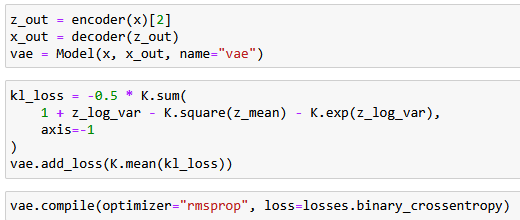 z_out = encoder(x)[2]
x_out = decoder(z_out)
vae = Model(x, x_out, name="vae")
kl_loss = -0.5 * K.sum(
    1 + z_log_var - K.square(z_mean) - K.exp(z_log_var),
    axis=-1
)
vae.add_loss(K.mean(kl_loss))
vae.compile(optimizer="rmsprop", loss=losses.binary_crossentropy)